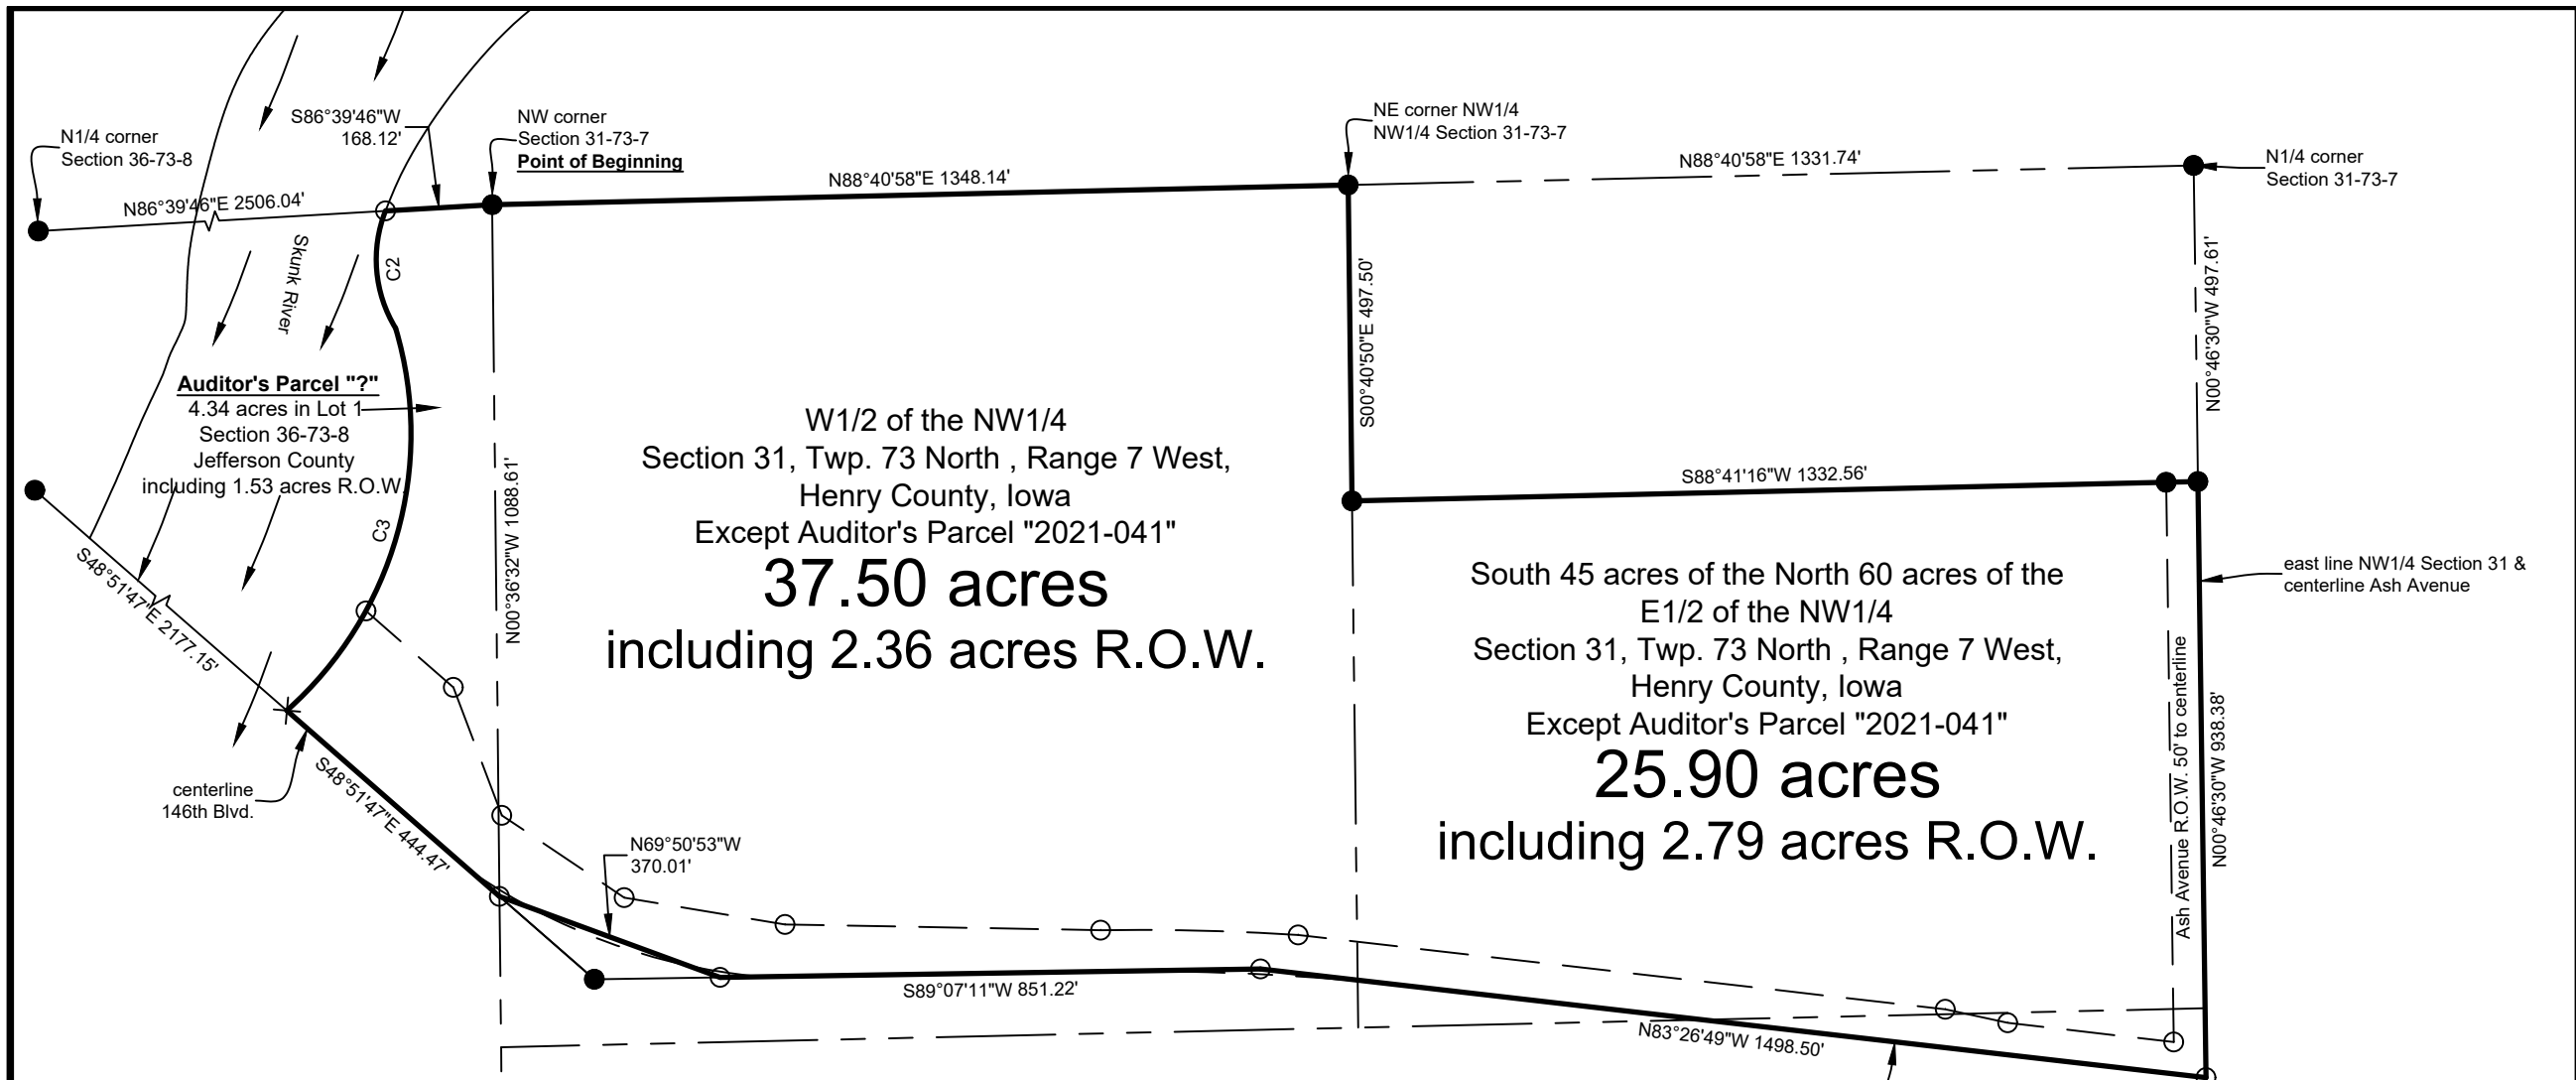 N1/4 corner
Section 36-73-8
S86°39'46"W
168.12'
NW corner
Section 31-73-7
Point of Beginning
NE corner NW1/4
NW1/4 Section 31-73-7
N1/4 corner
Section 31-73-7
N86°39'46"E 2506.04'
N88°40'58"E 1348.14'
N88°40'58"E 1331.74'
Skunk River
C2
S00°40'50"E 497.50'
N00°46'30"W 497.61'
Auditor's Parcel "?"
4.34 acres in Lot 1
Section 36-73-8
Jefferson County
including 1.53 acres R.O.W.
C3
N00°36'32"W 1088.61'
W1/2 of the NW1/4
Section 31, Twp. 73 North , Range 7 West,
Henry County, Iowa
Except Auditor's Parcel "2021-041"
37.50 acres
including 2.36 acres R.O.W.
S88°41'16"W 1332.56'
South 45 acres of the North 60 acres of the
E1/2 of the NW1/4
Section 31, Twp. 73 North , Range 7 West,
Henry County, Iowa
Except Auditor's Parcel "2021-041"
25.90 acres
including 2.79 acres R.O.W.
east line NW1/4 Section 31 &
centerline Ash Avenue
Ash Avenue R.O.W. 50' to centerline
N00°46'30"W 938.38'
S48°51'47"E 2177.15'
centerline
146th Blvd.
S48°51'47"E 444.47'
N69°50'53"W
370.01'
S89°07'11"W 851.22'
N83°26'49"W 1498.50'